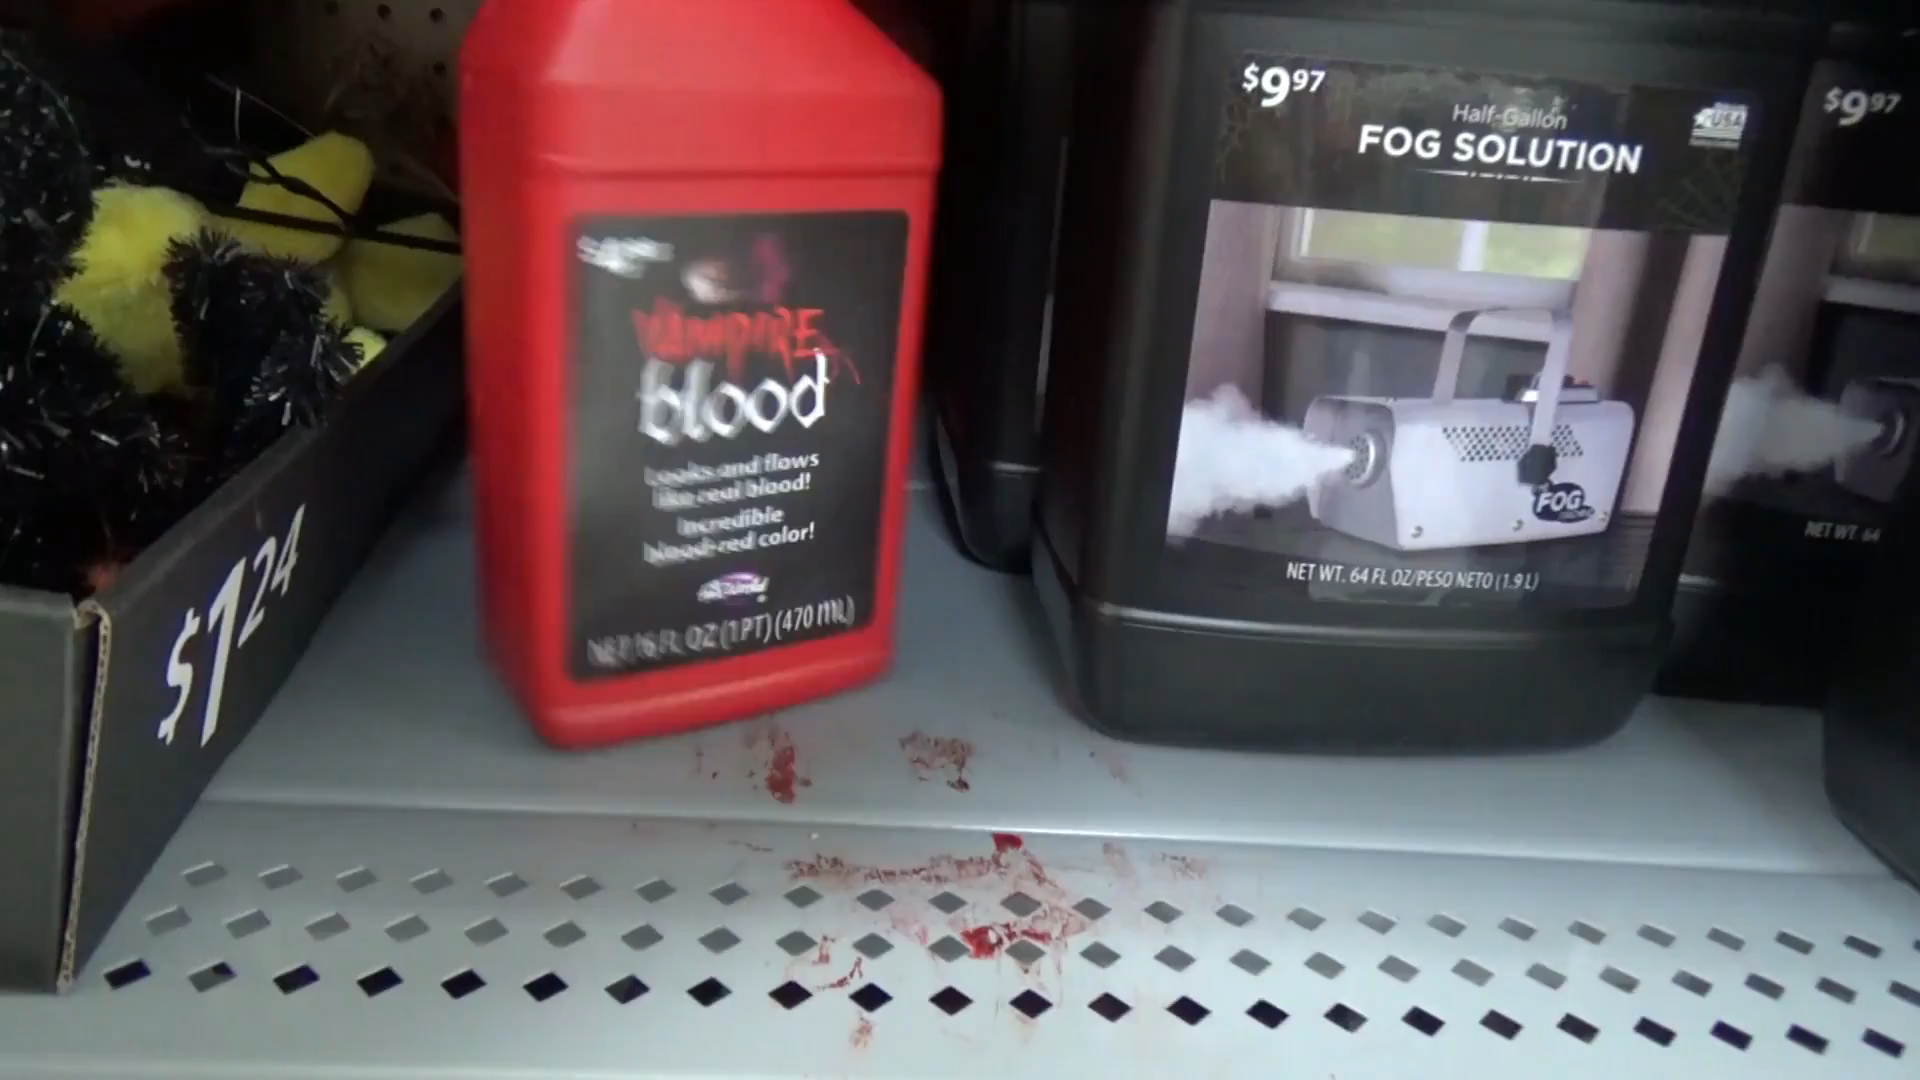 $9.97
Half-Gallon
FOG SOLUTION
USA
$9.97
VAMPIRE
blood
Looks and flows
like real blood!
Incredible
blood-red color!
NET 16 FL OZ (1 PT) (470 mL)
FOG
NET WT. 64 FL OZ/PESO NETO (1.9 L)
NET WT. 64
$1.24